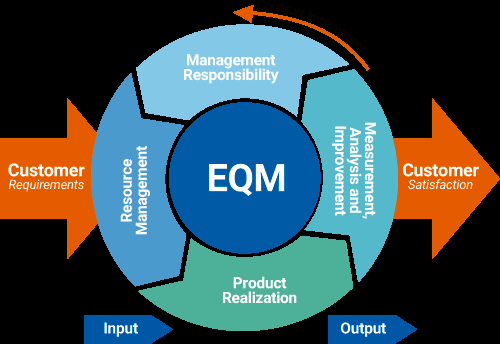 Management
Responsibility
Customer
Requirements
Resource
Management
EQM
Measurement,
Analysis and
Improvement
Customer
Satisfaction
Product
Realization
Input
Output